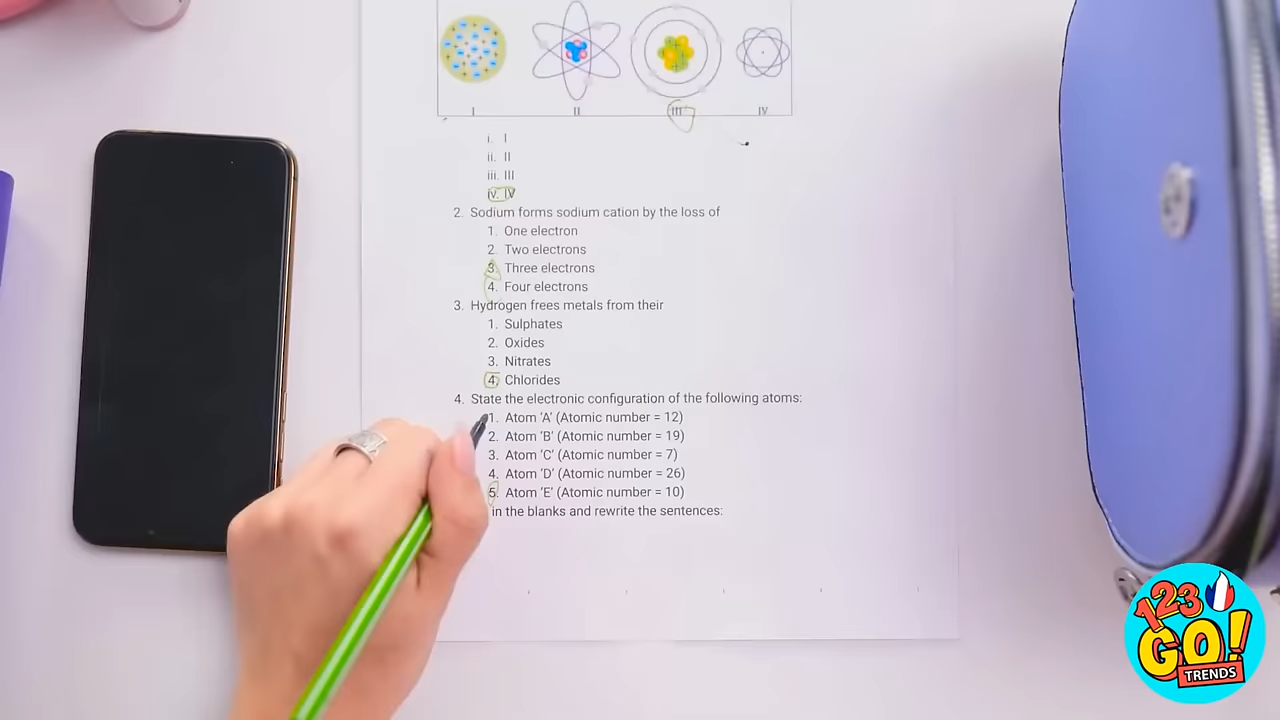 I II III IV
i. I
ii. II
iii. III
iv. IV
2. Sodium forms sodium cation by the loss of
1. One electron
2. Two electrons
3. Three electrons
4. Four electrons
3. Hydrogen frees metals from their
1. Sulphates
2. Oxides
3. Nitrates
4. Chlorides
4. State the electronic configuration of the following atoms:
1. Atom ‘A’ (Atomic number = 12)
2. Atom ‘B’ (Atomic number = 19)
3. Atom ‘C’ (Atomic number = 7)
4. Atom ‘D’ (Atomic number = 26)
5. Atom ‘E’ (Atomic number = 10)
in the blanks and rewrite the sentences:
123
GO!
TRENDS